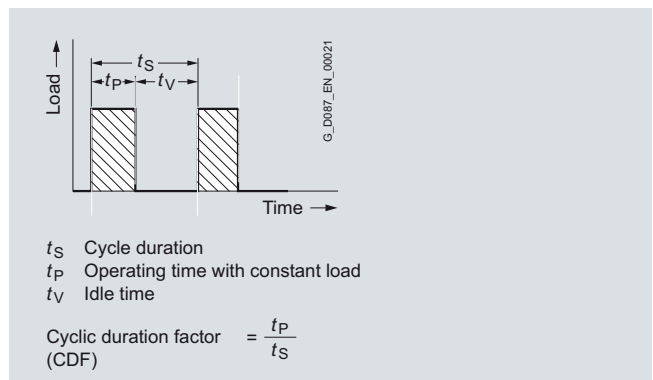 Load
tS
tP
tV
G_D087_EN_00021
Time
tS Cycle duration
tP Operating time with constant load
tV Idle time
Cyclic duration factor = tP
(CDF) tS